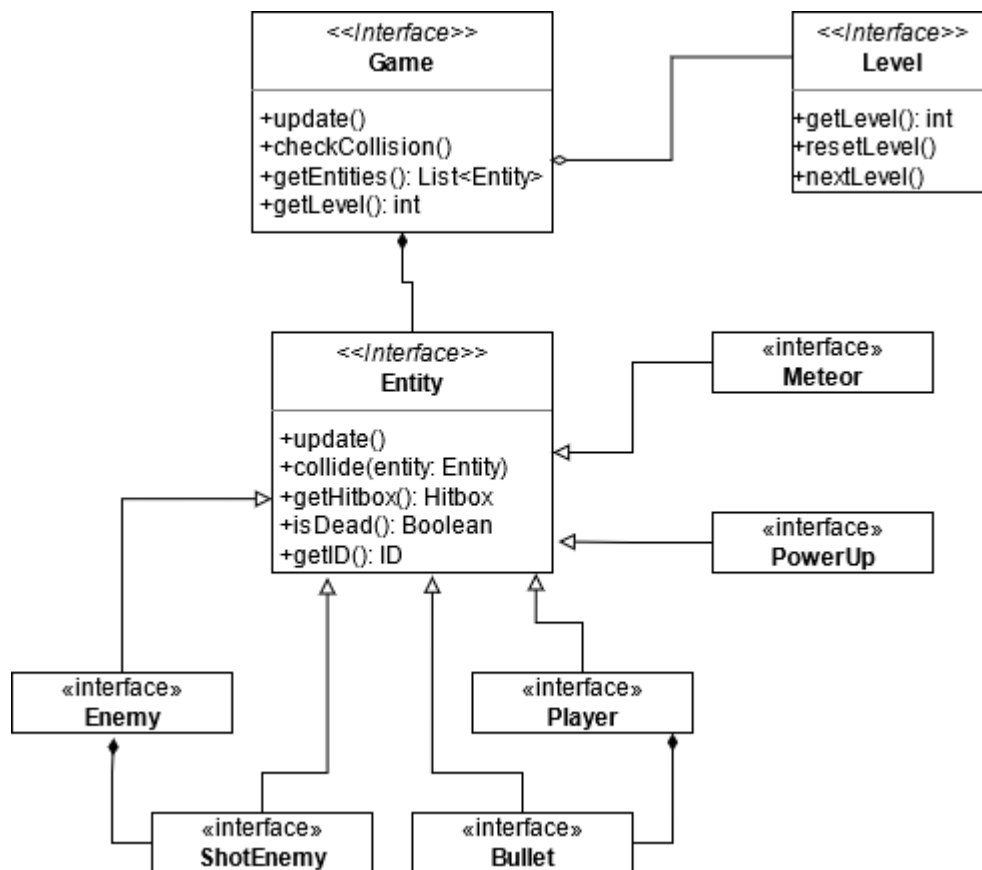 <<Interface>>
Game
+update()
+checkCollision()
+getEntities(): List<Entity>
+getLevel(): int
<<Interface>>
Level
+getLevel(): int
+resetLevel()
+nextLevel()
<<Interface>>
Entity
+update()
+collide(entity: Entity)
+getHitbox(): Hitbox
+isDead(): Boolean
+getID(): ID
«interface»
Meteor
«interface»
PowerUp
«interface»
Enemy
«interface»
Player
«interface»
ShotEnemy
«interface»
Bullet